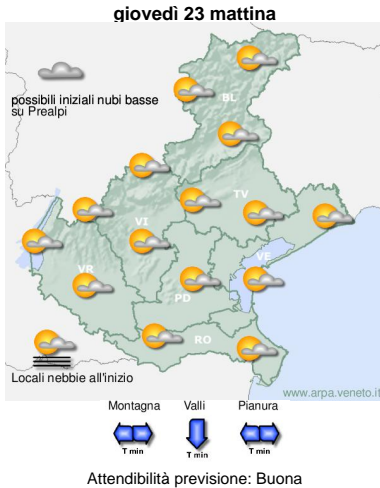 giovedì 23 mattina
possibili iniziali nubi basse
su Prealpi
BL
TV
VI
VE
VR
PD
RO
Locali nebbie all'inizio
www.arpa.veneto.it
Montagna Valli Pianura
T min T min T min
Attendibilità previsione: Buona